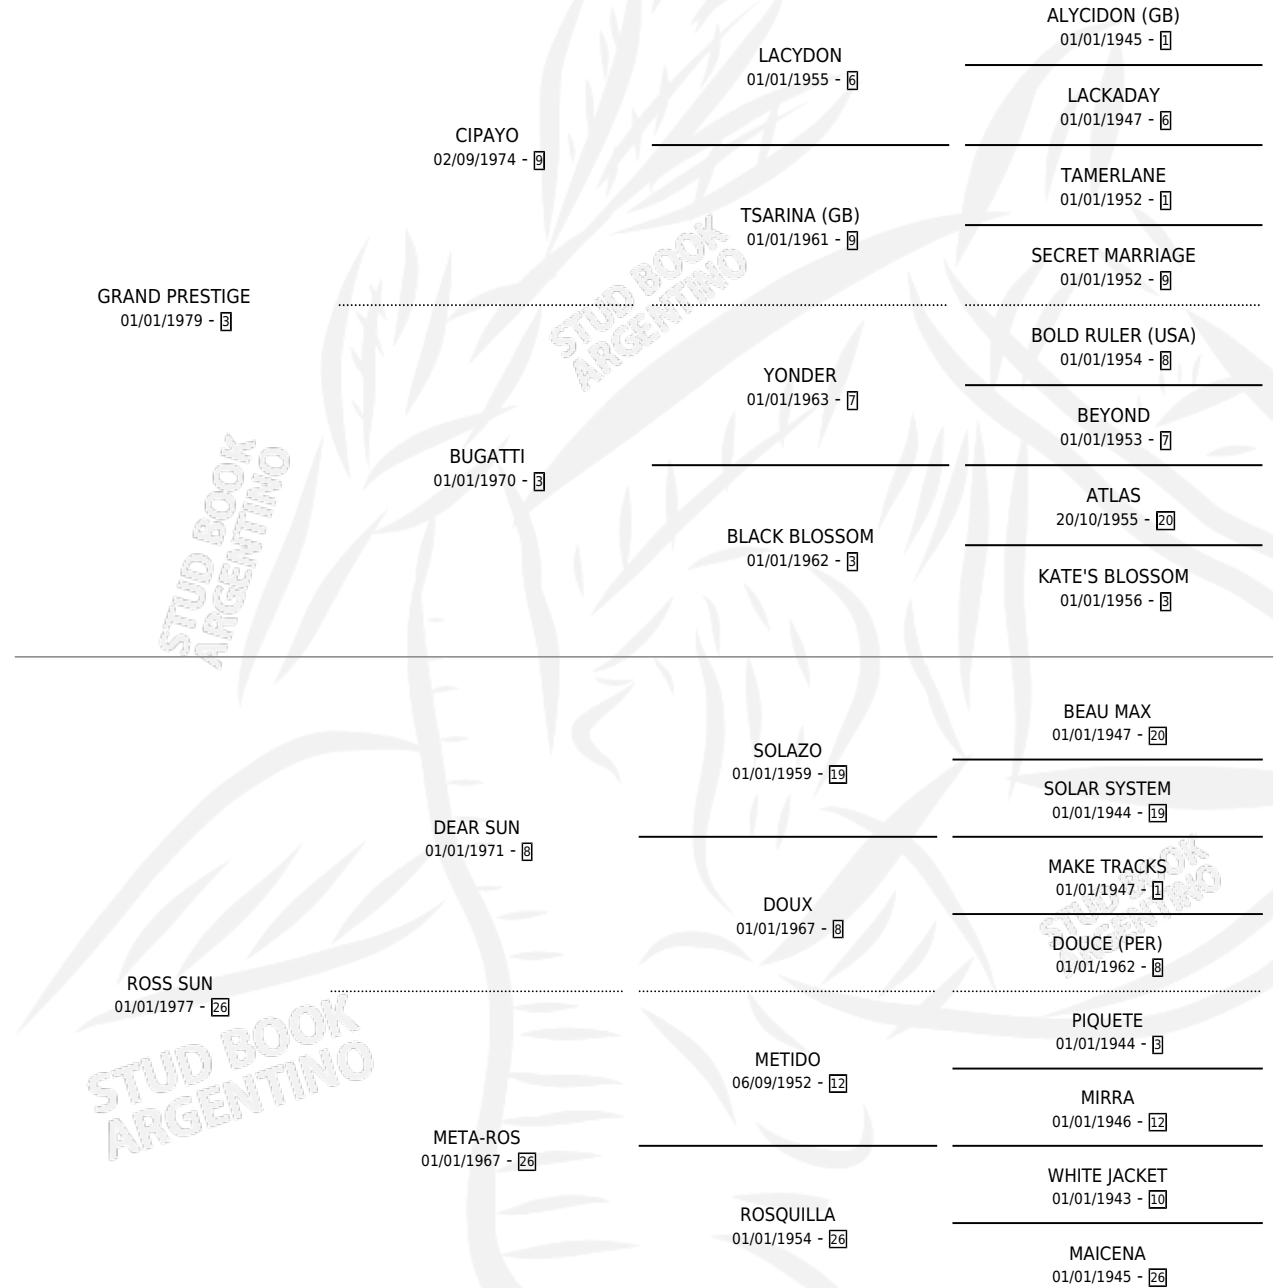 ALYCIDON (GB)
01/01/1945 - 1
LACYDON
01/01/1955 - 6
LACKADAY
01/01/1947 - 6
CIPAYO
02/09/1974 - 9
TAMERLANE
01/01/1952 - 1
TSARINA (GB)
01/01/1961 - 9
SECRET MARRIAGE
01/01/1952 - 9
GRAND PRESTIGE
01/01/1979 - 3
BOLD RULER (USA)
01/01/1954 - 8
YONDER
01/01/1963 - 7
BEYOND
01/01/1953 - 7
BUGATTI
01/01/1970 - 3
ATLAS
20/10/1955 - 20
BLACK BLOSSOM
01/01/1962 - 3
KATE'S BLOSSOM
01/01/1956 - 3
BEAU MAX
01/01/1947 - 20
SOLAZO
01/01/1959 - 19
SOLAR SYSTEM
01/01/1944 - 19
DEAR SUN
01/01/1971 - 8
MAKE TRACKS
01/01/1947 - 1
DOUX
01/01/1967 - 8
DOUCE (PER)
01/01/1962 - 8
ROSS SUN
01/01/1977 - 26
PIQUETE
01/01/1944 - 3
METIDO
06/09/1952 - 12
MIRRA
01/01/1946 - 12
META-ROS
01/01/1967 - 26
WHITE JACKET
01/01/1943 - 10
ROSQUILLA
01/01/1954 - 26
MAICENA
01/01/1945 - 26
STUD BOOK
ARGENTINO
STUD BOOK
ARGENTINO
STUD BOOK
ARGENTINO
STUD BOOK
ARGENTINO